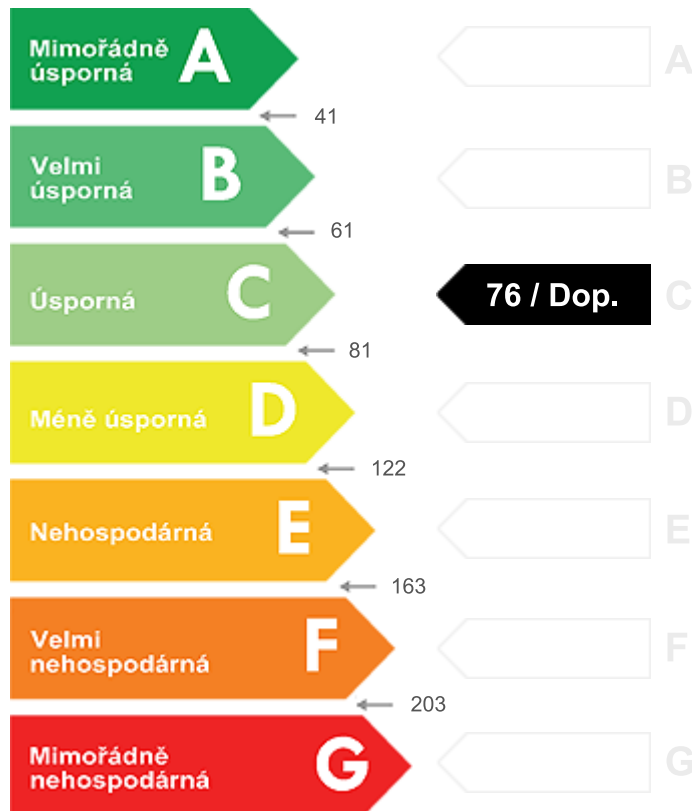 Mimořádně
úsporná
A
A
41
Velmi
úsporná
B
B
61
Úsporná
C
76 / Dop.
C
81
Méně úsporná
D
D
122
Nehospodárná
E
E
163
Velmi
nehospodárná
F
F
203
Mimořádně
nehospodárná
G
G